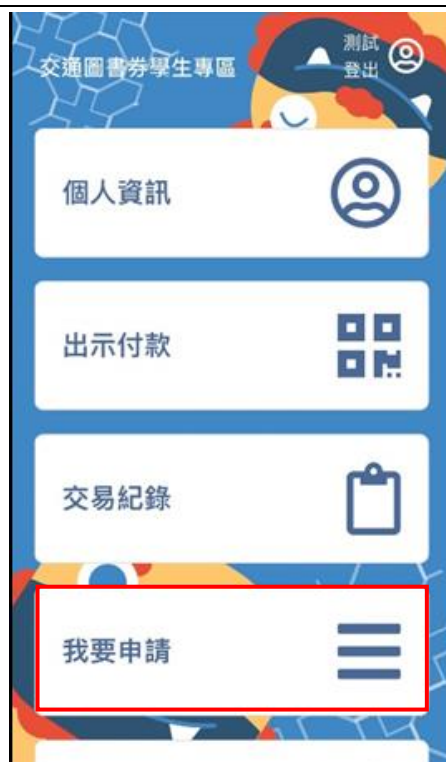 交通圖書券學生專區
測試
登出
個人資訊
出示付款
交易紀錄
我要申請